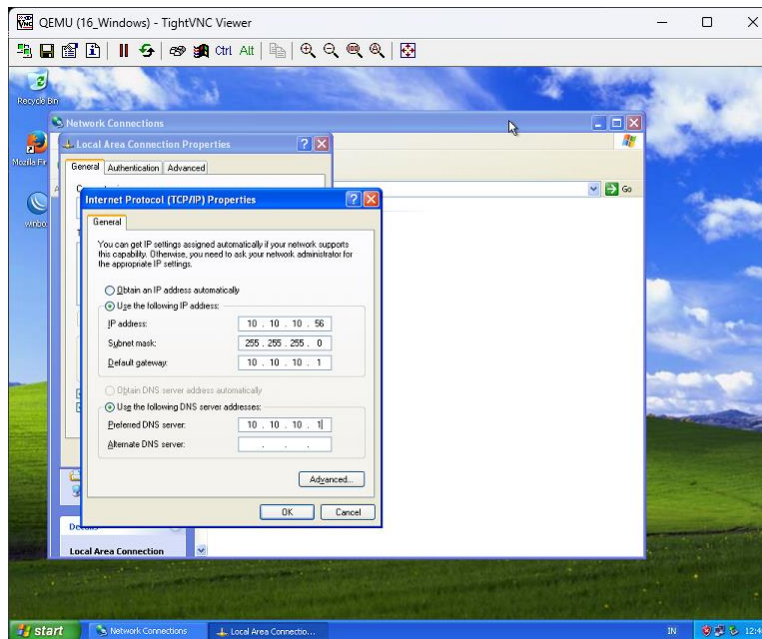 QEMU (16_Windows) - TightVNC Viewer
Ctrl Alt
Recycle Bin
Network Connections
Local Area Connection Properties
Mozilla Fir
General Authentication Advanced
Go
Internet Protocol (TCP/IP) Properties
winbo
General
You can get IP settings assigned automatically if your network supports
this capability. Otherwise, you need to ask your network administrator for
the appropriate IP settings.
Obtain an IP address automatically
Use the following IP address:
IP address: 10 . 10 . 10 . 56
Subnet mask: 255 . 255 . 255 . 0
Default gateway: 10 . 10 . 10 . 1
Obtain DNS server address automatically
Use the following DNS server addresses:
Preferred DNS server: 10 . 10 . 10 . 1
Alternate DNS server: . . .
Advanced...
OK Cancel
Local Area Connection
start Network Connections Local Area Connectio... IN